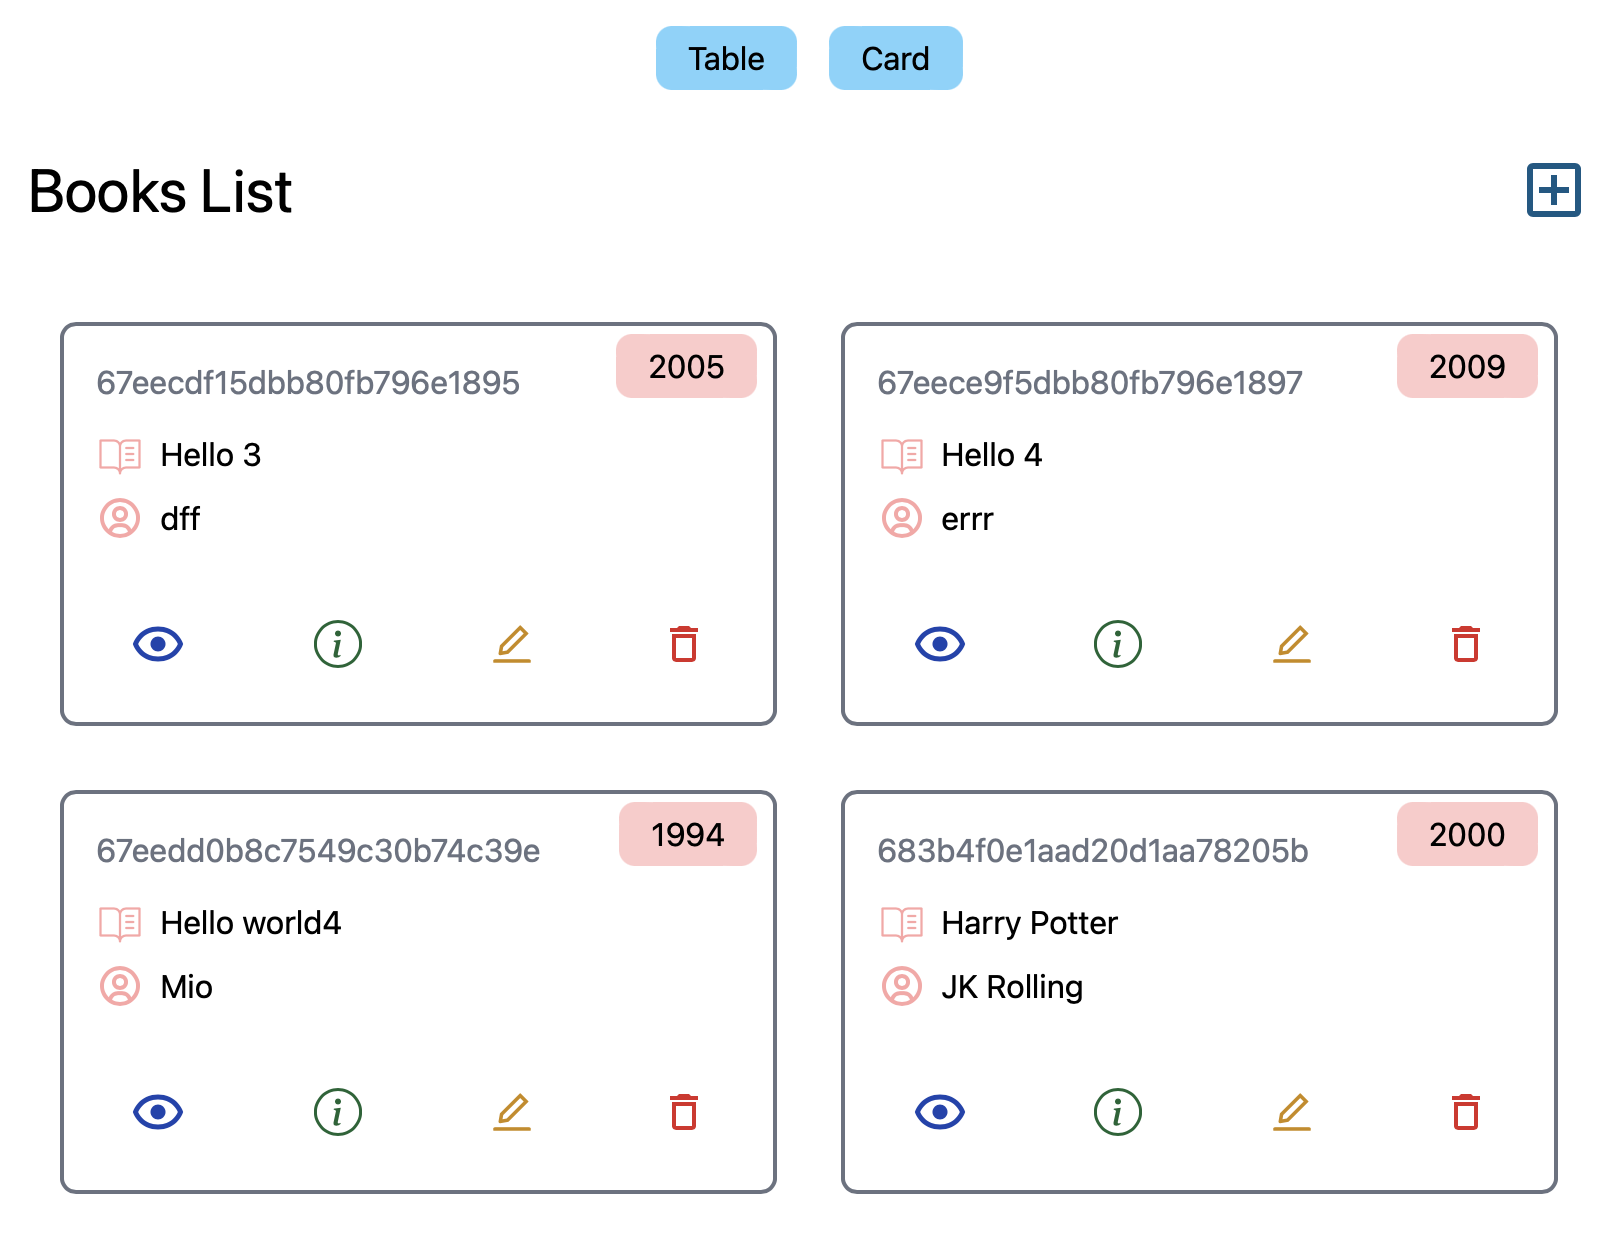 Table Card
Books List
67eecdf15dbb80fb796e1895 2005
Hello 3
dff
67eece9f5dbb80fb796e1897 2009
Hello 4
errr
67eedd0b8c7549c30b74c39e 1994
Hello world4
Mio
683b4f0e1aad20d1aa78205b 2000
Harry Potter
JK Rolling